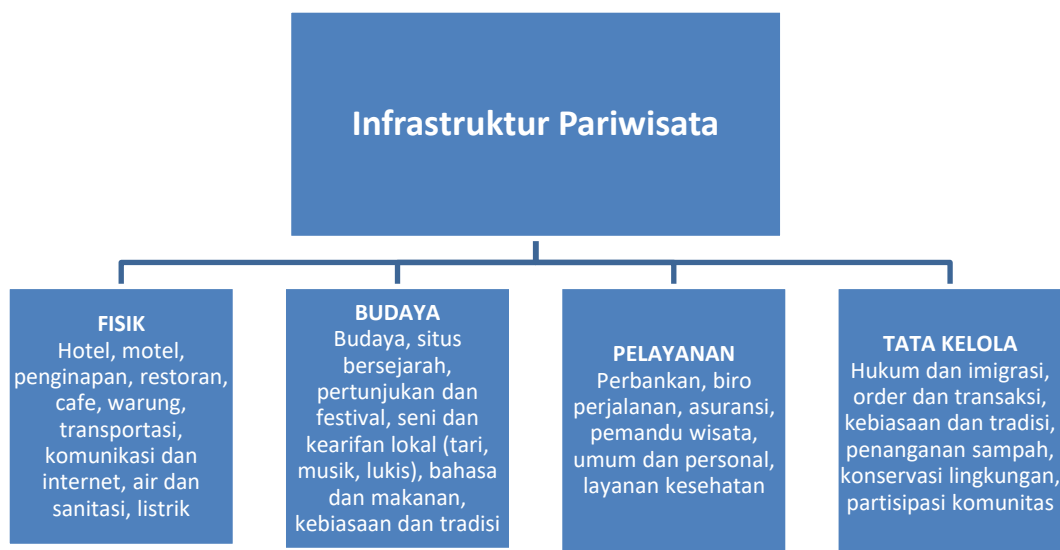 Infrastruktur Pariwisata
FISIK
Hotel, motel,
penginapan, restoran,
cafe, warung,
transportasi,
komunikasi dan
internet, air dan
sanitasi, listrik
BUDAYA
Budaya, situs
bersejarah,
pertunjukan dan
festival, seni dan
kearifan lokal (tari,
musik, lukis), bahasa
dan makanan,
kebiasaan dan tradisi
PELAYANAN
Perbankan, biro
perjalanan, asuransi,
pemandu wisata,
umum dan personal,
layanan kesehatan
TATA KELOLA
Hukum dan imigrasi,
order dan transaksi,
kebiasaan dan tradisi,
penanganan sampah,
konservasi lingkungan,
partisipasi komunitas